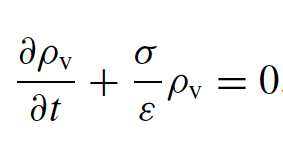 ∂ρᵥ/∂t + σ/ε ρᵥ = 0.